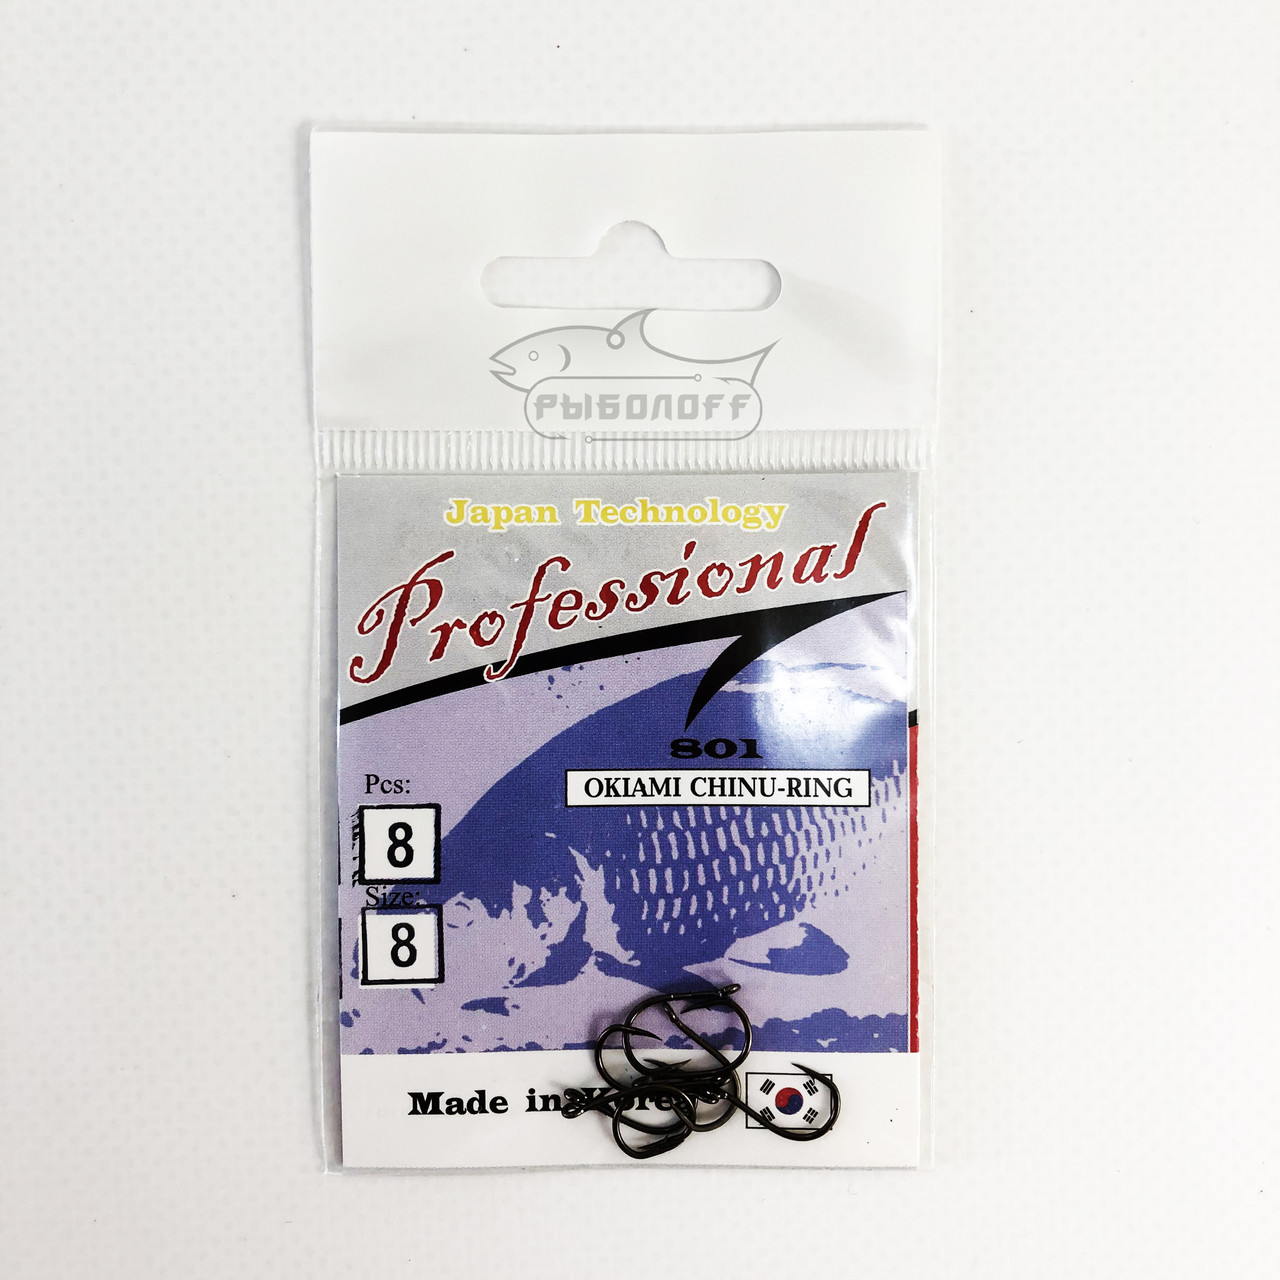 РЫБОЛОFF
Japan Technology
Professional
801
OKIAMI CHINU-RING
Pcs:
8
Size:
8
Made in Korea